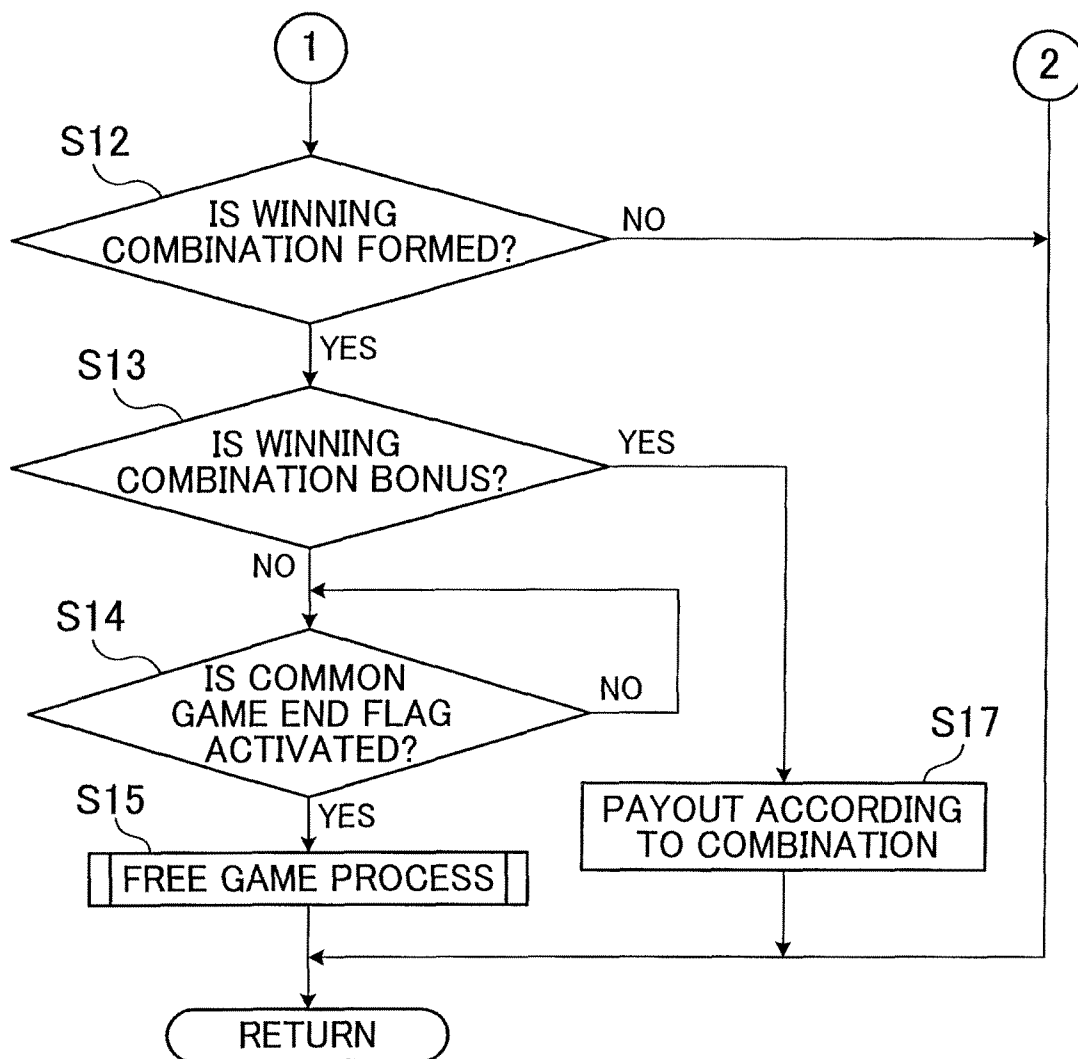 1
2
S12
IS WINNING
COMBINATION FORMED?
NO
YES
S13
IS WINNING
COMBINATION BONUS?
YES
NO
S14
IS COMMON
GAME END FLAG
ACTIVATED?
NO
YES
S17
PAYOUT ACCORDING
TO COMBINATION
S15
FREE GAME PROCESS
RETURN